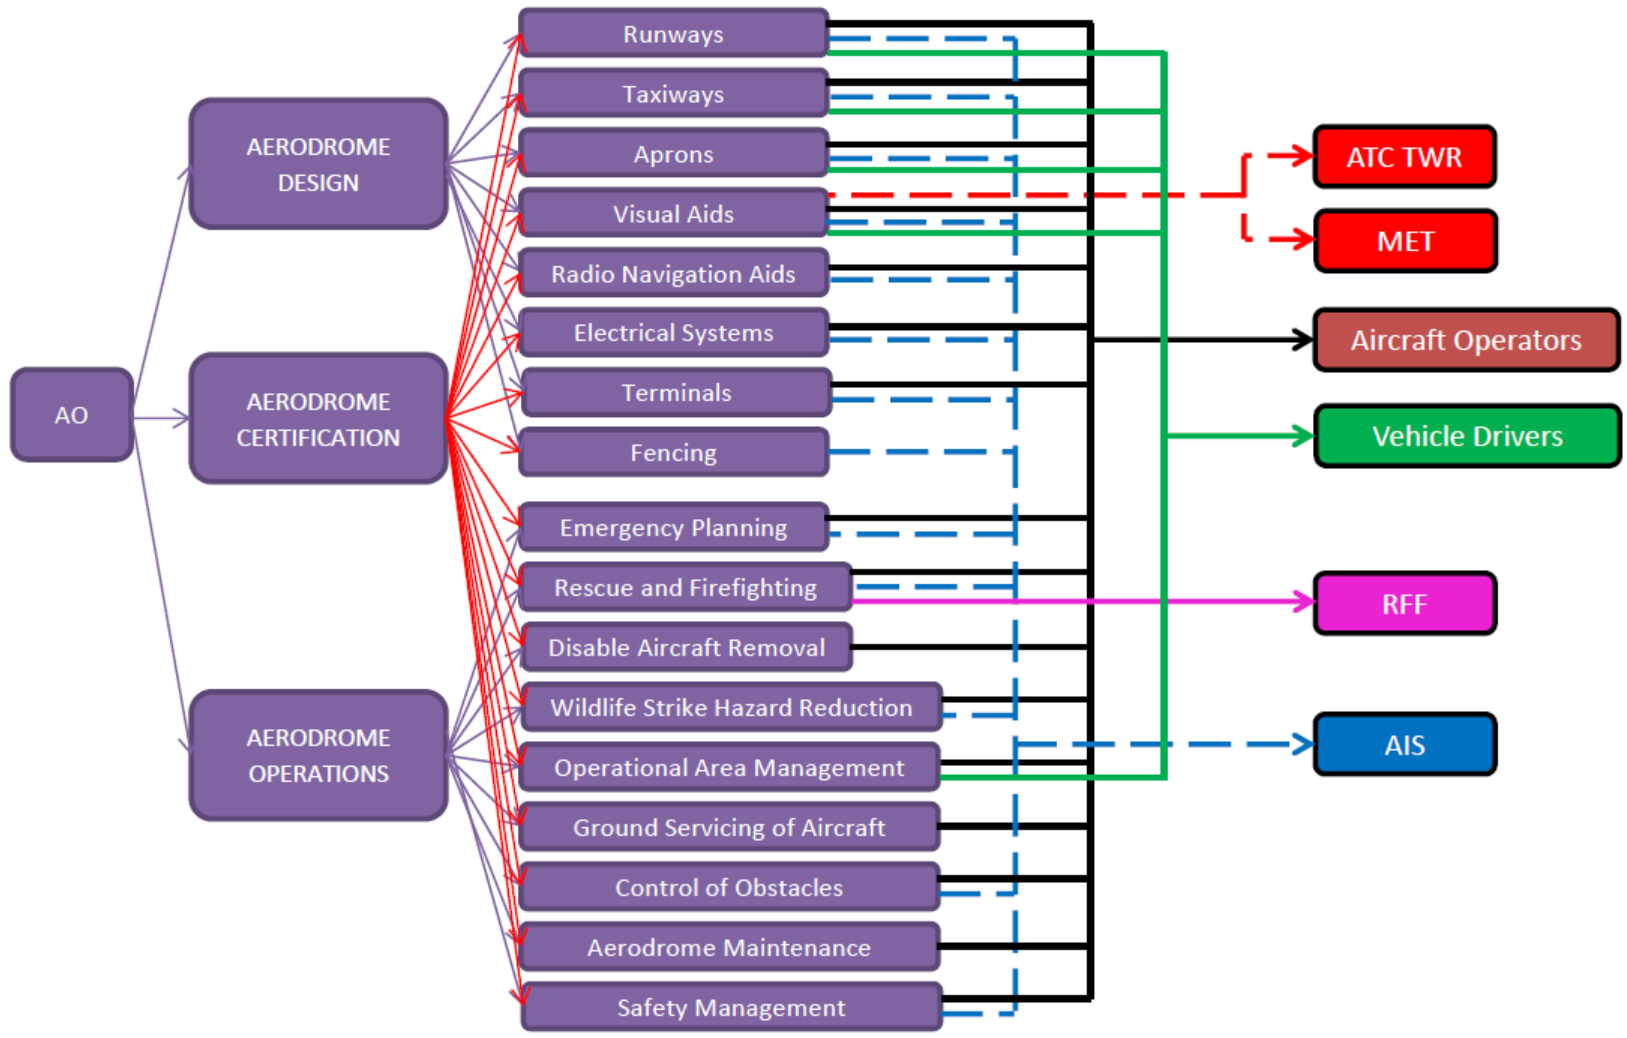 AO
AERODROME
DESIGN
AERODROME
CERTIFICATION
AERODROME
OPERATIONS
Runways
Taxiways
Aprons
Visual Aids
Radio Navigation Aids
Electrical Systems
Terminals
Fencing
Emergency Planning
Rescue and Firefighting
Disable Aircraft Removal
Wildlife Strike Hazard Reduction
Operational Area Management
Ground Servicing of Aircraft
Control of Obstacles
Aerodrome Maintenance
Safety Management
ATC TWR
MET
Aircraft Operators
Vehicle Drivers
RFF
AIS